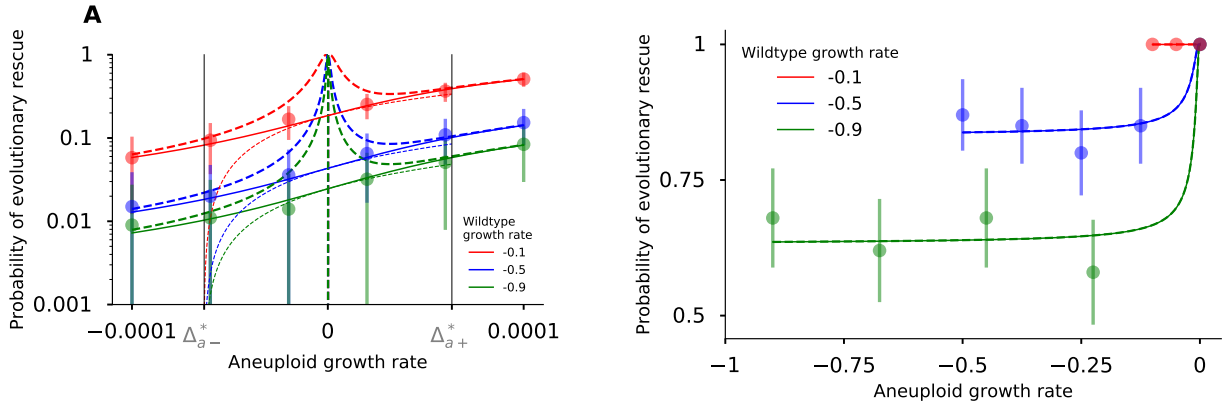 A
Probability of evolutionary rescue
1
0.1
0.01
0.001
Wildtype
growth rate
-0.1
-0.5
-0.9
−0.0001
Δ*a−
0
Δ*a+
0.0001
Aneuploid growth rate
Probability of evolutionary rescue
1
0.75
0.5
Wildtype growth rate
-0.1
-0.5
-0.9
−1
−0.75
−0.5
−0.25
0
Aneuploid growth rate